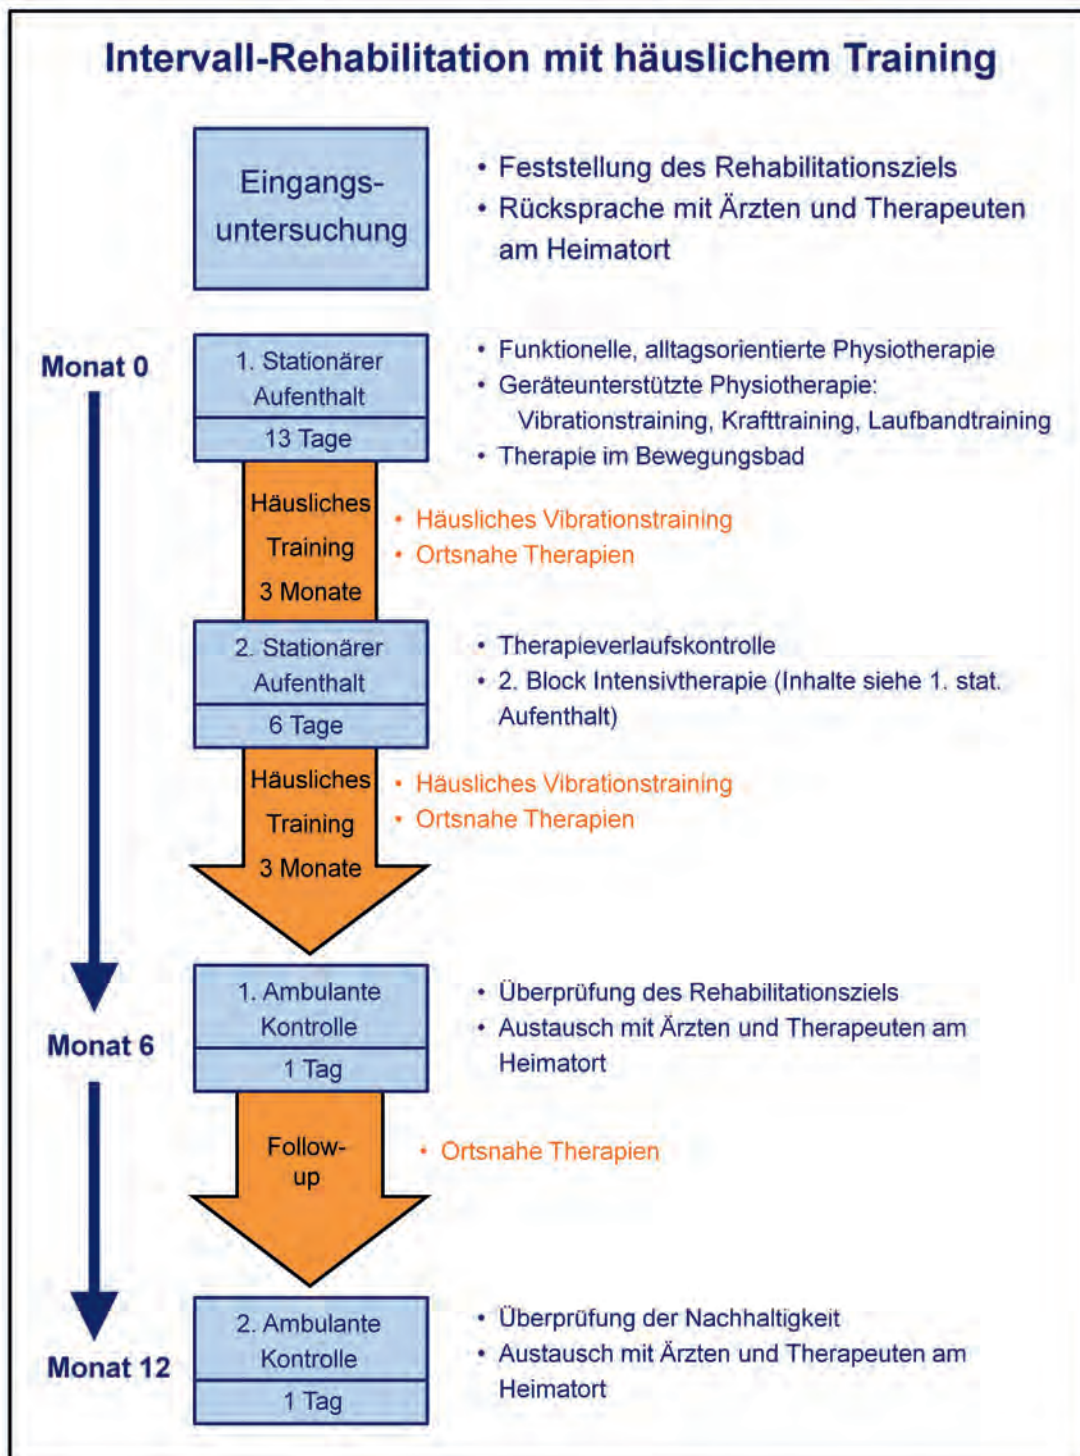 Intervall-Rehabilitation mit häuslichem Training
Eingangs-
untersuchung
• Feststellung des Rehabilitationsziels
• Rücksprache mit Ärzten und Therapeuten
am Heimatort
Monat 0
1. Stationärer
Aufenthalt
13 Tage
• Funktionelle, alltagsorientierte Physiotherapie
• Geräteunterstützte Physiotherapie:
Vibrationstraining, Krafttraining, Laufbandtraining
• Therapie im Bewegungsbad
Häusliches
Training
3 Monate
• Häusliches Vibrationstraining
• Ortsnahe Therapien
2. Stationärer
Aufenthalt
6 Tage
• Therapieverlaufskontrolle
• 2. Block Intensivtherapie (Inhalte siehe 1. stat.
Aufenthalt)
Häusliches
Training
3 Monate
• Häusliches Vibrationstraining
• Ortsnahe Therapien
Monat 6
1. Ambulante
Kontrolle
1 Tag
• Überprüfung des Rehabilitationsziels
• Austausch mit Ärzten und Therapeuten am
Heimatort
Follow-
up
• Ortsnahe Therapien
Monat 12
2. Ambulante
Kontrolle
1 Tag
• Überprüfung der Nachhaltigkeit
• Austausch mit Ärzten und Therapeuten am
Heimatort